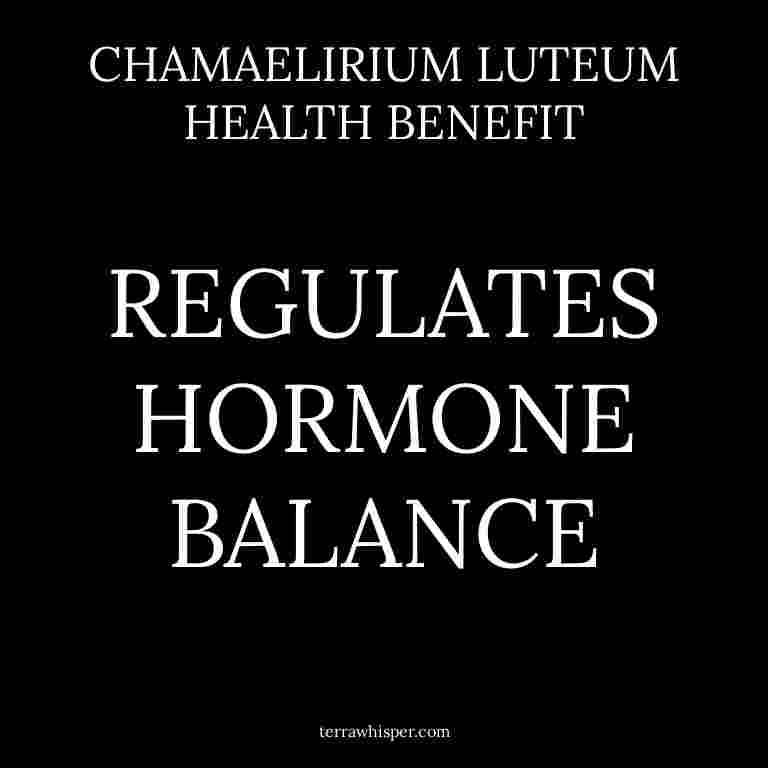 CHAMAELIRIUM LUTEUM
HEALTH BENEFIT
REGULATES
HORMONE
BALANCE
terrawhisper.com